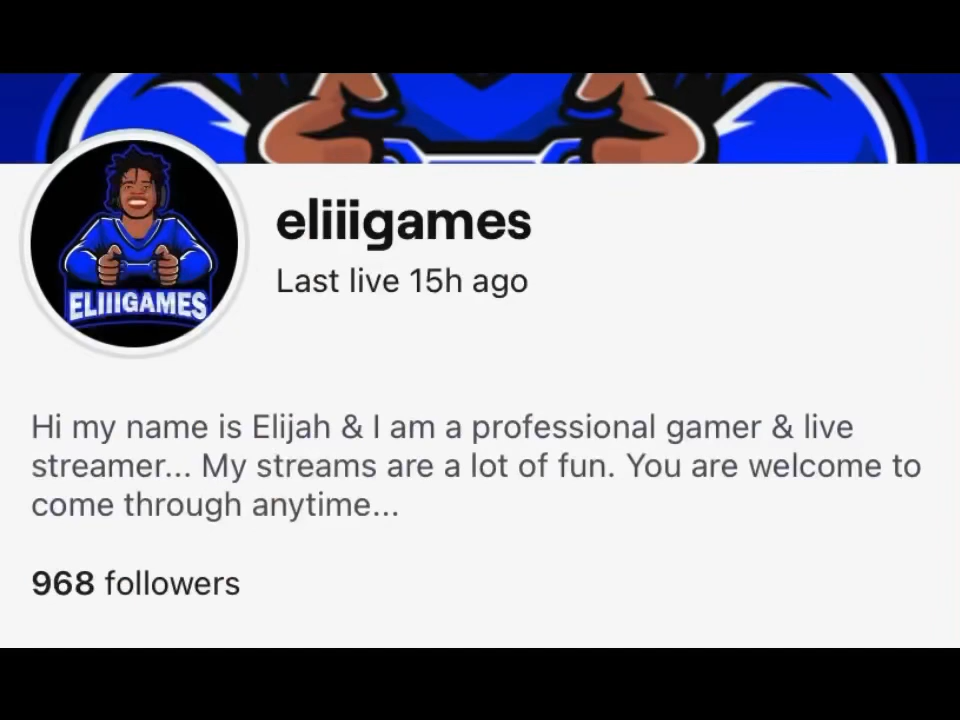 eliiigames
Last live 15h ago
ELIIIGAMES
Hi my name is Elijah & I am a professional gamer & live
streamer... My streams are a lot of fun. You are welcome to
come through anytime...
968 followers